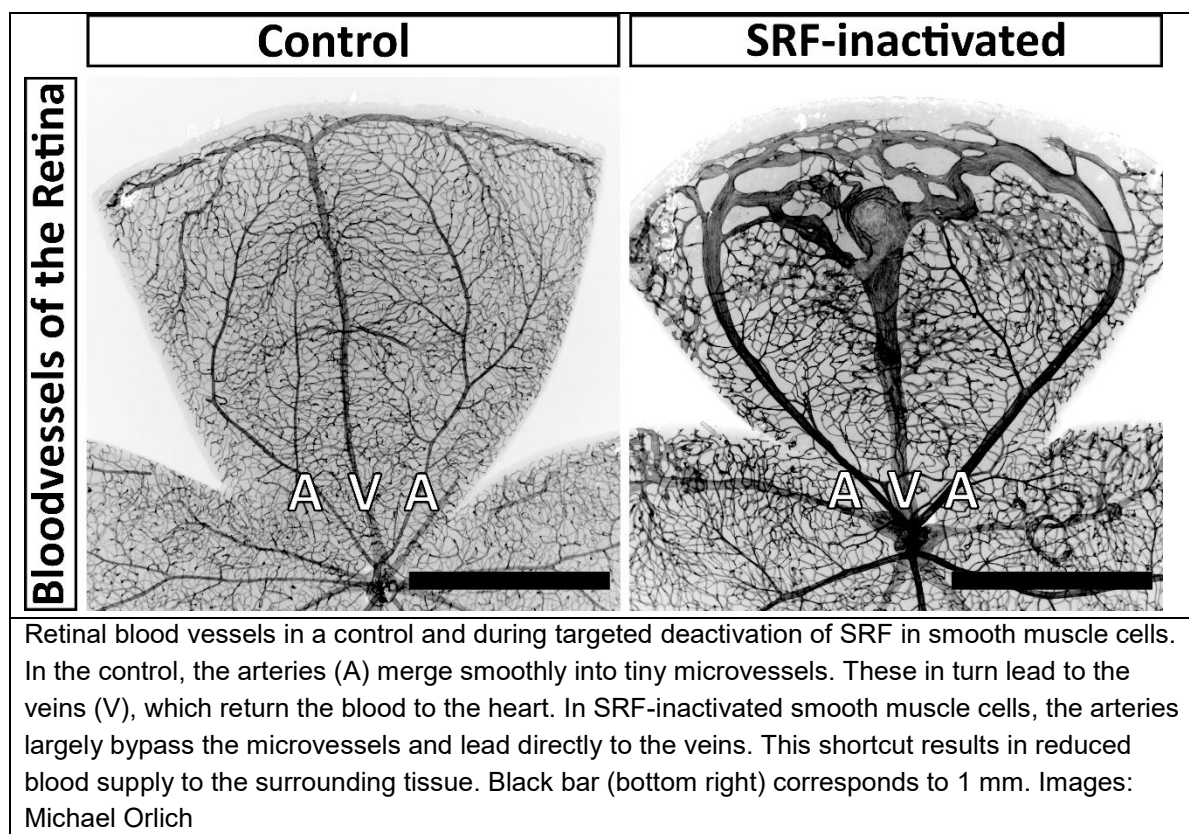 Control
SRF-inactivated
Bloodvessels of the Retina
A V A
A V A
Retinal blood vessels in a control and during targeted deactivation of SRF in smooth muscle cells.
In the control, the arteries (A) merge smoothly into tiny microvessels. These in turn lead to the
veins (V), which return the blood to the heart. In SRF-inactivated smooth muscle cells, the arteries
largely bypass the microvessels and lead directly to the veins. This shortcut results in reduced
blood supply to the surrounding tissue. Black bar (bottom right) corresponds to 1 mm. Images:
Michael Orlich